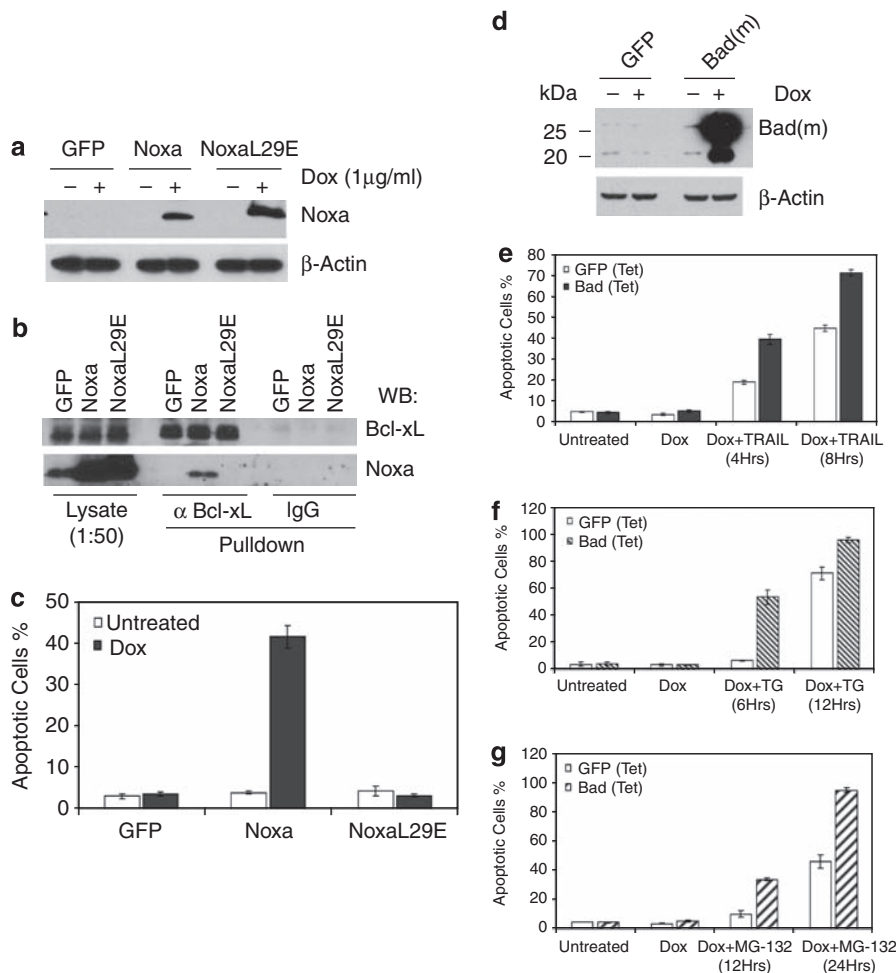 a
GFP Noxa NoxaL29E
– + – + – + Dox (1μg/ml)
Noxa
β-Actin
b
GFP Noxa NoxaL29E GFP Noxa NoxaL29E GFP Noxa NoxaL29E
WB:
Bcl-xL
Noxa
Lysate (1:50)
α Bcl-xL IgG
Pulldown
c
Apoptotic Cells %
50
40
30
20
10
0
Untreated
Dox
GFP Noxa NoxaL29E
d
GFP Bad(m)
kDa – + – + Dox
25 –
20 –
Bad(m)
β-Actin
e
Apoptotic Cells %
80
70
60
50
40
30
20
10
0
GFP (Tet)
Bad (Tet)
Untreated Dox Dox+TRAIL Dox+TRAIL
(4Hrs) (8Hrs)
f
Apoptotic Cells %
120
100
80
60
40
20
0
GFP (Tet)
Bad (Tet)
Untreated Dox Dox+TG Dox+TG
(6Hrs) (12Hrs)
g
Apoptotic Cells %
120
100
80
60
40
20
0
GFP (Tet)
Bad (Tet)
Untreated Dox Dox+MG-132 Dox+MG-132
(12Hrs) (24Hrs)